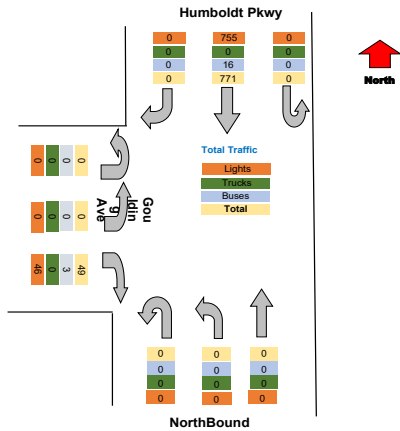 Humboldt Pkwy
0 755 0
0 0 0
0 16 0
0 771 0
North
Total Traffic
Lights
Trucks
Buses
Total
0 0 0 0
0 0 0 0
46 0 3 49
Gou
ldin
g
Ave
0 0 0
0 0 0
0 0 0
0 0 0
NorthBound